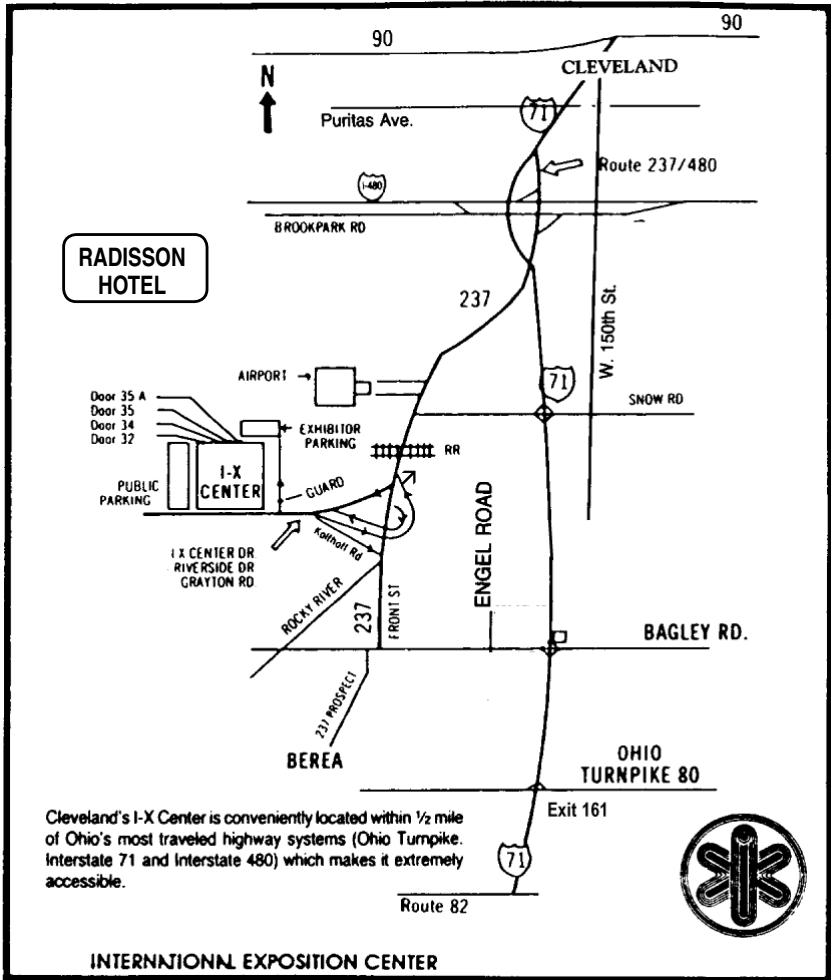 90
90
CLEVELAND
N
71
Puritas Ave.
Route 237/480
I-480
BROOKPARK RD
RADISSON
HOTEL
237
W. 150th St.
AIRPORT
71
SNOW RD
Door 35 A
Door 35
Door 34
Door 32
EXHIBITOR
PARKING
RR
I-X
CENTER
GUARD
PUBLIC
PARKING
Kolthoff Rd
I X CENTER DR
RIVERSIDE DR
GRAYTON RD
ENGEL ROAD
ROCKY RIVER
237
FRONT ST
BAGLEY RD.
237 PROSPECT
BEREA
OHIO
TURNPIKE 80
Exit 161
Cleveland's I-X Center is conveniently located within ½ mile
of Ohio's most traveled highway systems (Ohio Turnpike.
Interstate 71 and Interstate 480) which makes it extremely
accessible.
71
Route 82
INTERNATIONAL EXPOSITION CENTER